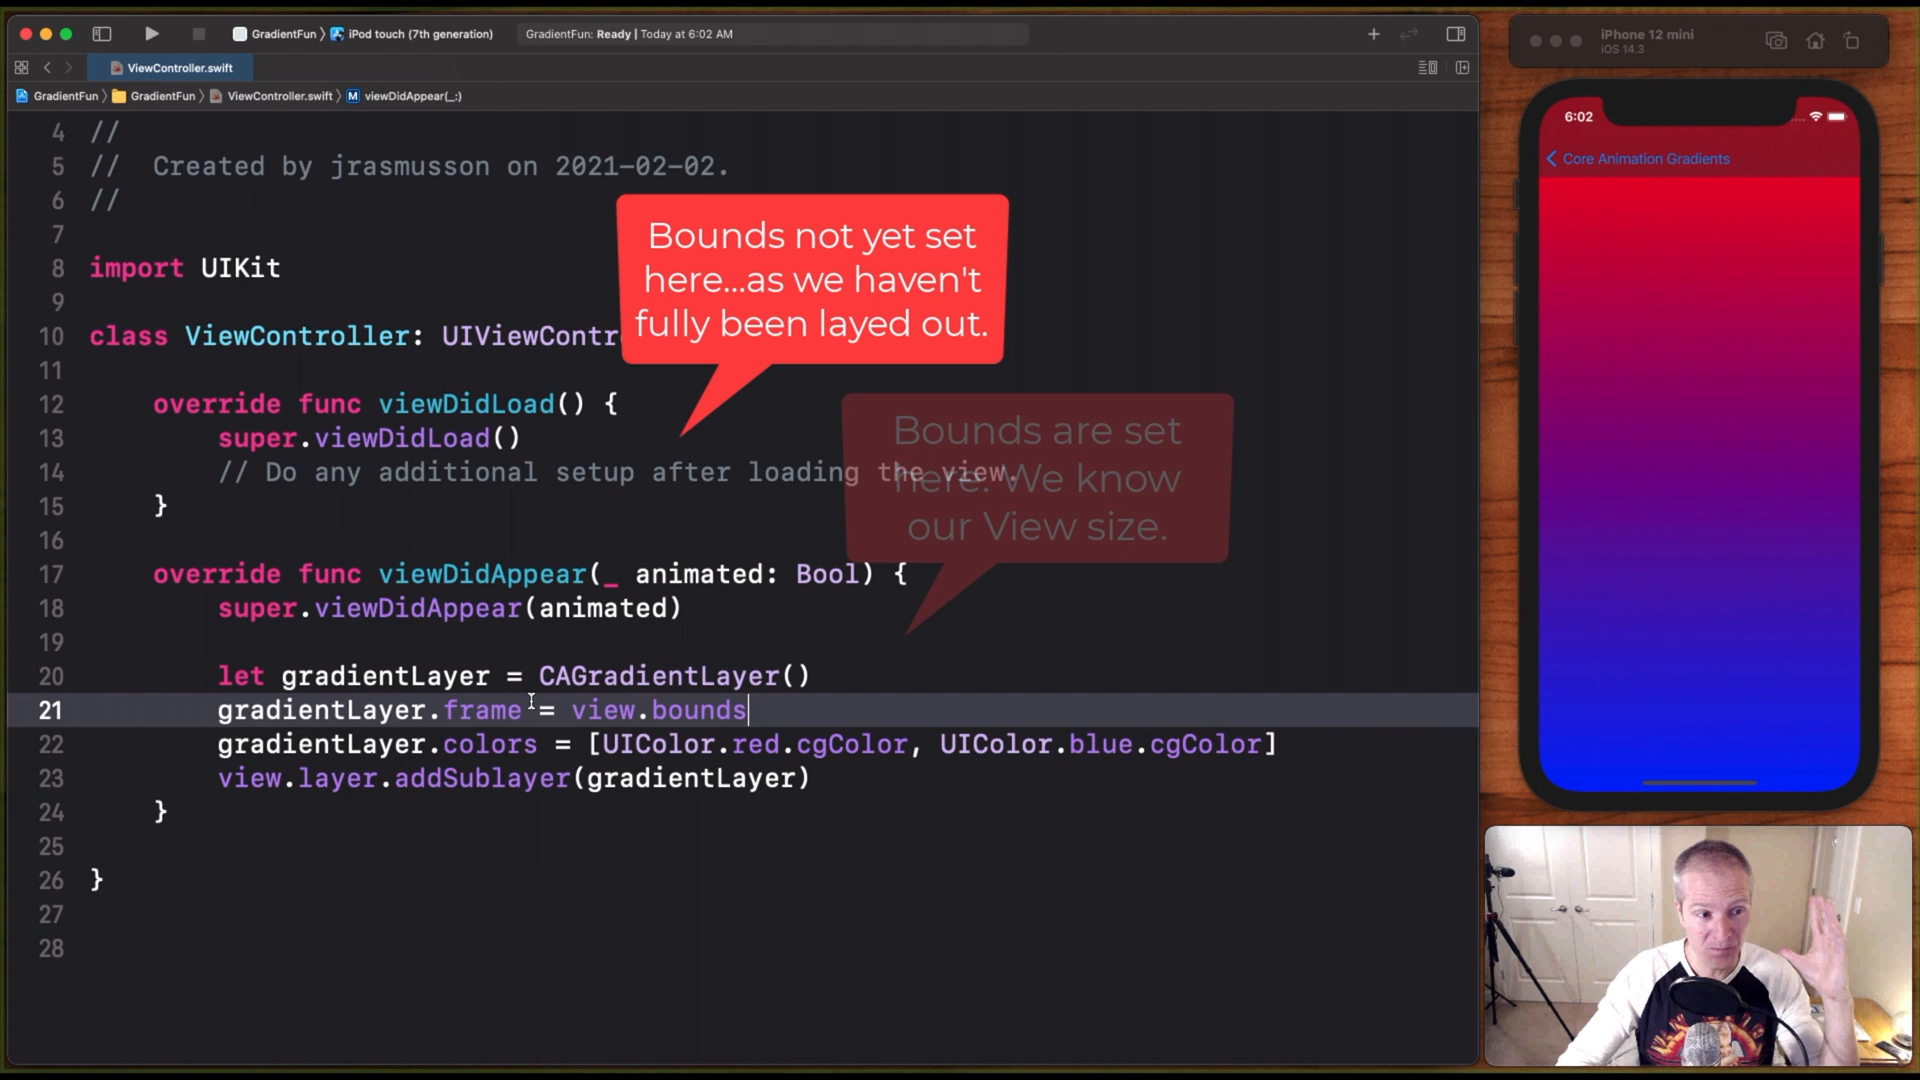 GradientFun
iPod touch (7th generation)
GradientFun: Ready | Today at 6:02 AM
ViewController.swift
GradientFun
GradientFun
ViewController.swift
M
viewDidAppear(_:)
4 //
5 //  Created by jrasmusson on 2021-02-02.
6 //
7
8 import UIKit
9
10 class ViewController: UIViewContr
11
12 override func viewDidLoad() {
13 super.viewDidLoad()
14 // Do any additional setup after loading the view.
15 }
16
17 override func viewDidAppear(_ animated: Bool) {
18 super.viewDidAppear(animated)
19
20 let gradientLayer = CAGradientLayer()
21 gradientLayer.frame = view.bounds
22 gradientLayer.colors = [UIColor.red.cgColor, UIColor.blue.cgColor]
23 view.layer.addSublayer(gradientLayer)
24 }
25
26 }
27
28
Bounds not yet set
here...as we haven't
fully been layed out.
Bounds are set
here. We know
our View size.
iPhone 12 mini
iOS 14.3
6:02
Core Animation Gradients